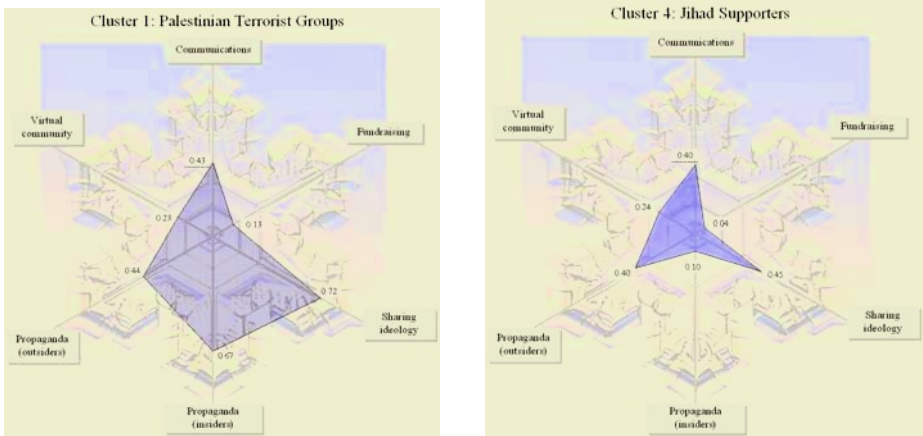 Cluster 1: Palestinian Terrorist Groups
Communications
Virtual
community
Fundraising
0.43
0.23
0.13
0.44
0.72
Sharing
ideology
Propaganda
(outsiders)
0.67
Propaganda
(insiders)
Cluster 4: Jihad Supporters
Communications
Virtual
community
Fundraising
0.40
0.24
0.04
0.40
0.10
0.45
Sharing
ideology
Propaganda
(outsiders)
Propaganda
(insiders)